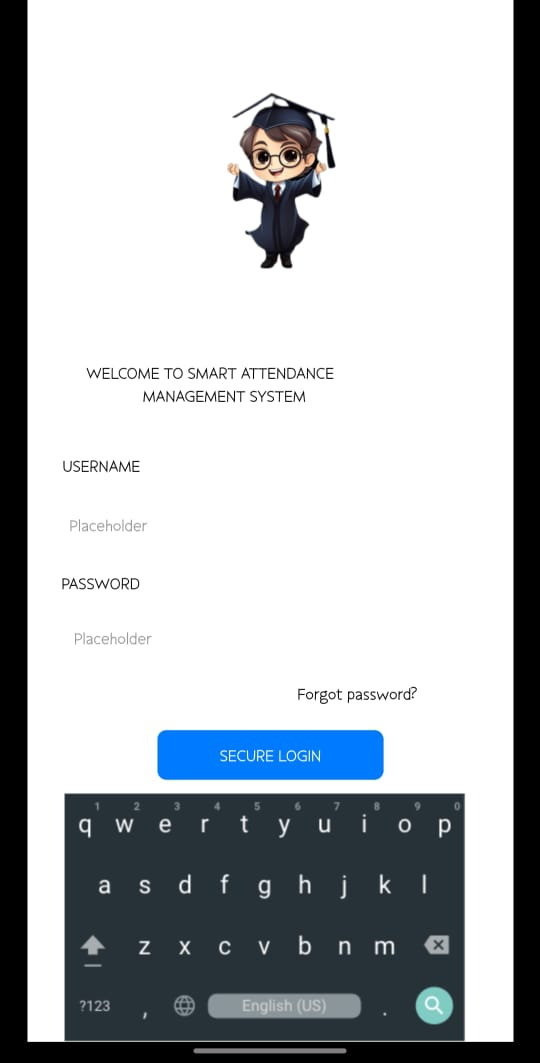 WELCOME TO SMART ATTENDANCE
MANAGEMENT SYSTEM
USERNAME
Placeholder
PASSWORD
Placeholder
Forgot password?
SECURE LOGIN
1 2 3 4 5 6 7 8 9 0
q w e r t y u i o p
a s d f g h j k l
z x c v b n m
?123 , English (US) .